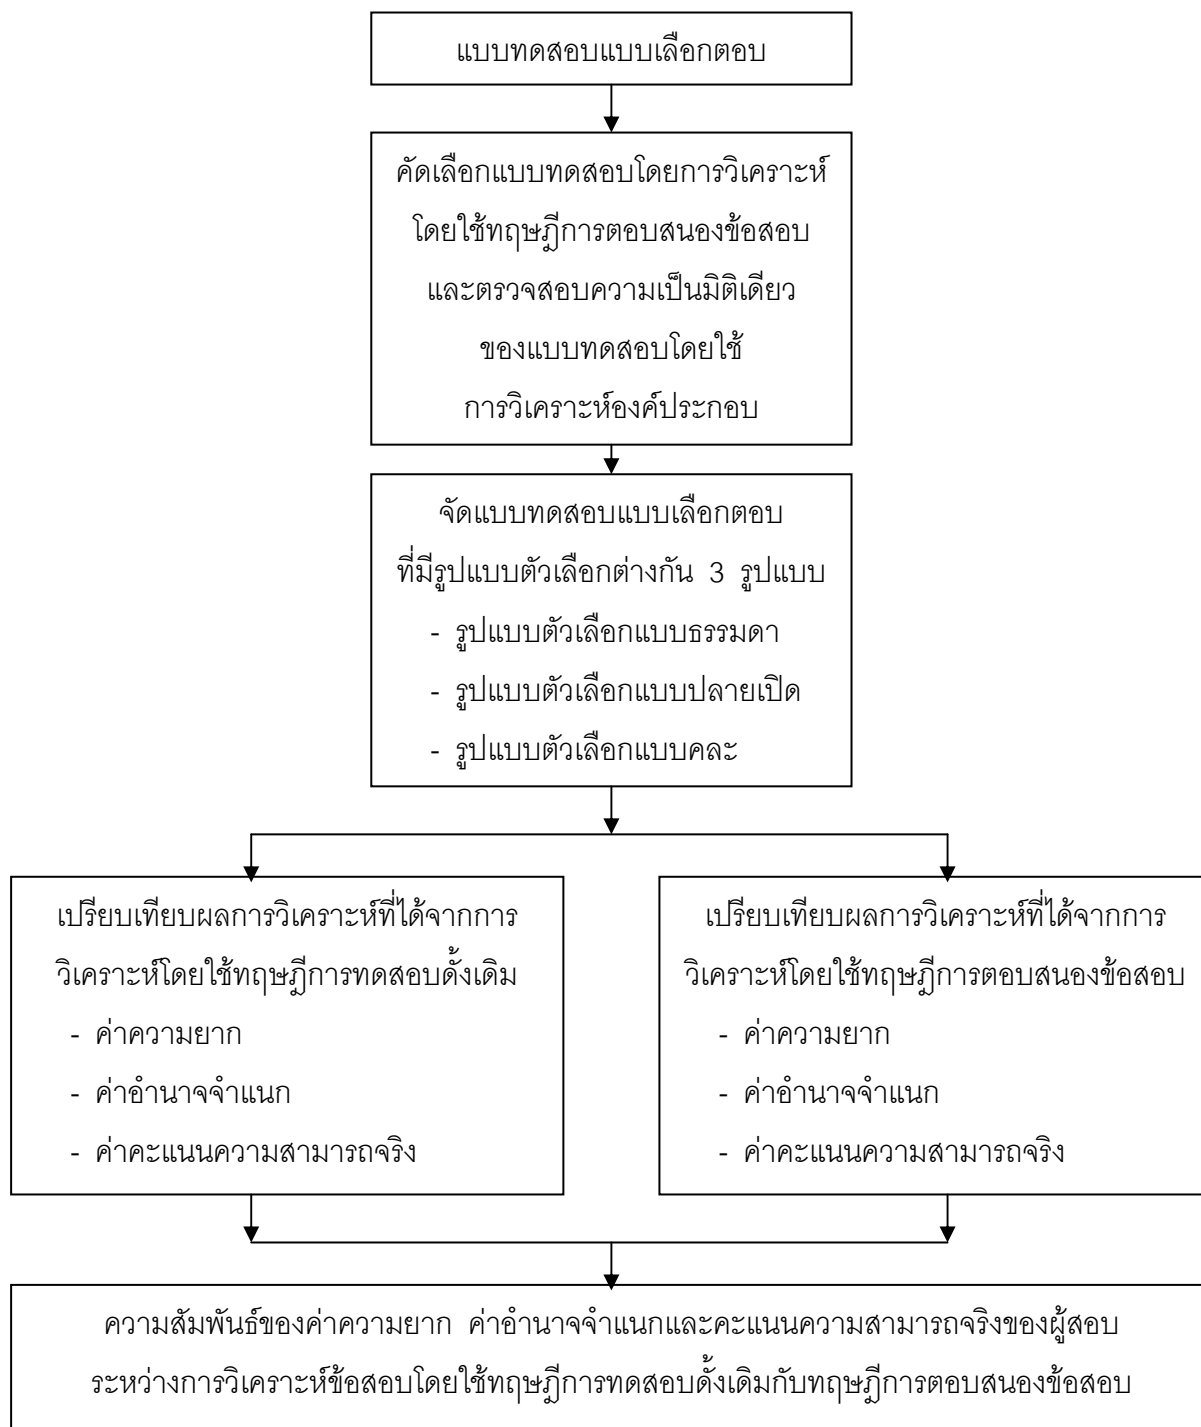 แบบทดสอบแบบเลือกตอบ
คัดเลือกแบบทดสอบโดยการวิเคราะห์
โดยใช้ทฤษฎีการตอบสนองข้อสอบ
และตรวจสอบความเป็นมิติเดียว
ของแบบทดสอบโดยใช้
การวิเคราะห์องค์ประกอบ
จัดแบบทดสอบแบบเลือกตอบ
ที่มีรูปแบบตัวเลือกต่างกัน 3 รูปแบบ
- รูปแบบตัวเลือกแบบธรรมดา
- รูปแบบตัวเลือกแบบปลายเปิด
- รูปแบบตัวเลือกแบบคละ
เปรียบเทียบผลการวิเคราะห์ที่ได้จากการ
วิเคราะห์โดยใช้ทฤษฎีการทดสอบดั้งเดิม
- ค่าความยาก
- ค่าอำนาจจำแนก
- ค่าคะแนนความสามารถจริง
เปรียบเทียบผลการวิเคราะห์ที่ได้จากการ
วิเคราะห์โดยใช้ทฤษฎีการตอบสนองข้อสอบ
- ค่าความยาก
- ค่าอำนาจจำแนก
- ค่าคะแนนความสามารถจริง
ความสัมพันธ์ของค่าความยาก ค่าอำนาจจำแนกและคะแนนความสามารถจริงของผู้สอบ
ระหว่างการวิเคราะห์ข้อสอบโดยใช้ทฤษฎีการทดสอบดั้งเดิมกับทฤษฎีการตอบสนองข้อสอบ